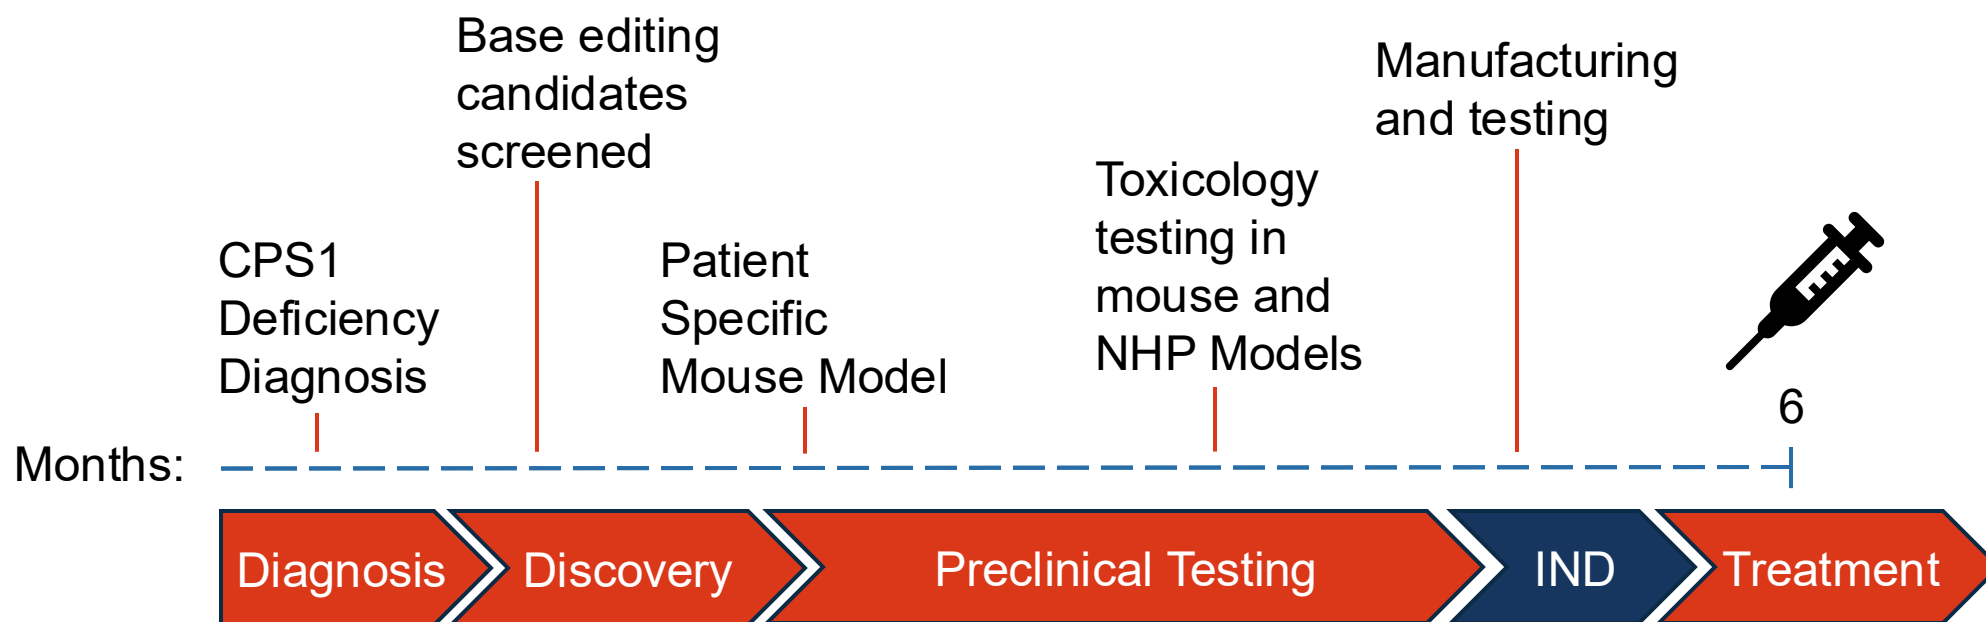 Base editing
candidates
screened
Manufacturing
and testing
CPS1
Deficiency
Diagnosis
Patient
Specific
Mouse Model
Toxicology
testing in
mouse and
NHP Models
6
Months:
Diagnosis
Discovery
Preclinical Testing
IND
Treatment